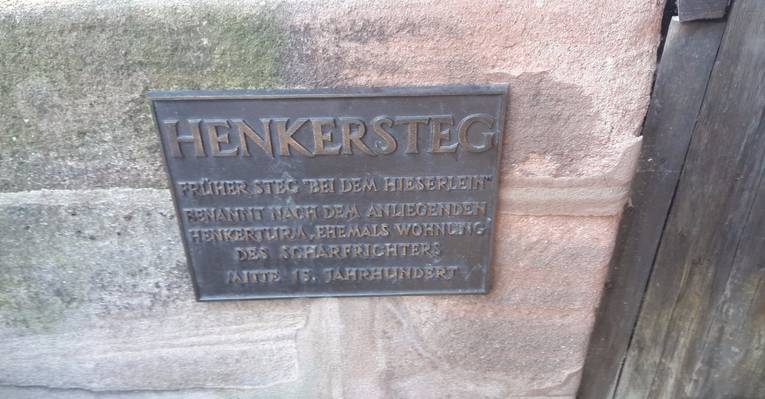 HENKERSTEG
FRÜHER STEG "BEI DEM HIESERLEIN"
BENANNT NACH DEM ANLIEGENDEN
HENKERTURM, EHEMALS WOHNUNG
DES SCHARFRICHTERS
MITTE 15. JAHRHUNDERT